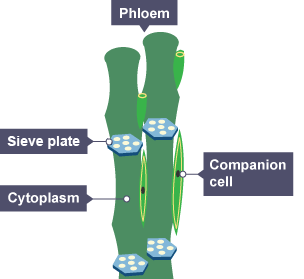 Phloem
Sieve plate
Cytoplasm
Companion
cell